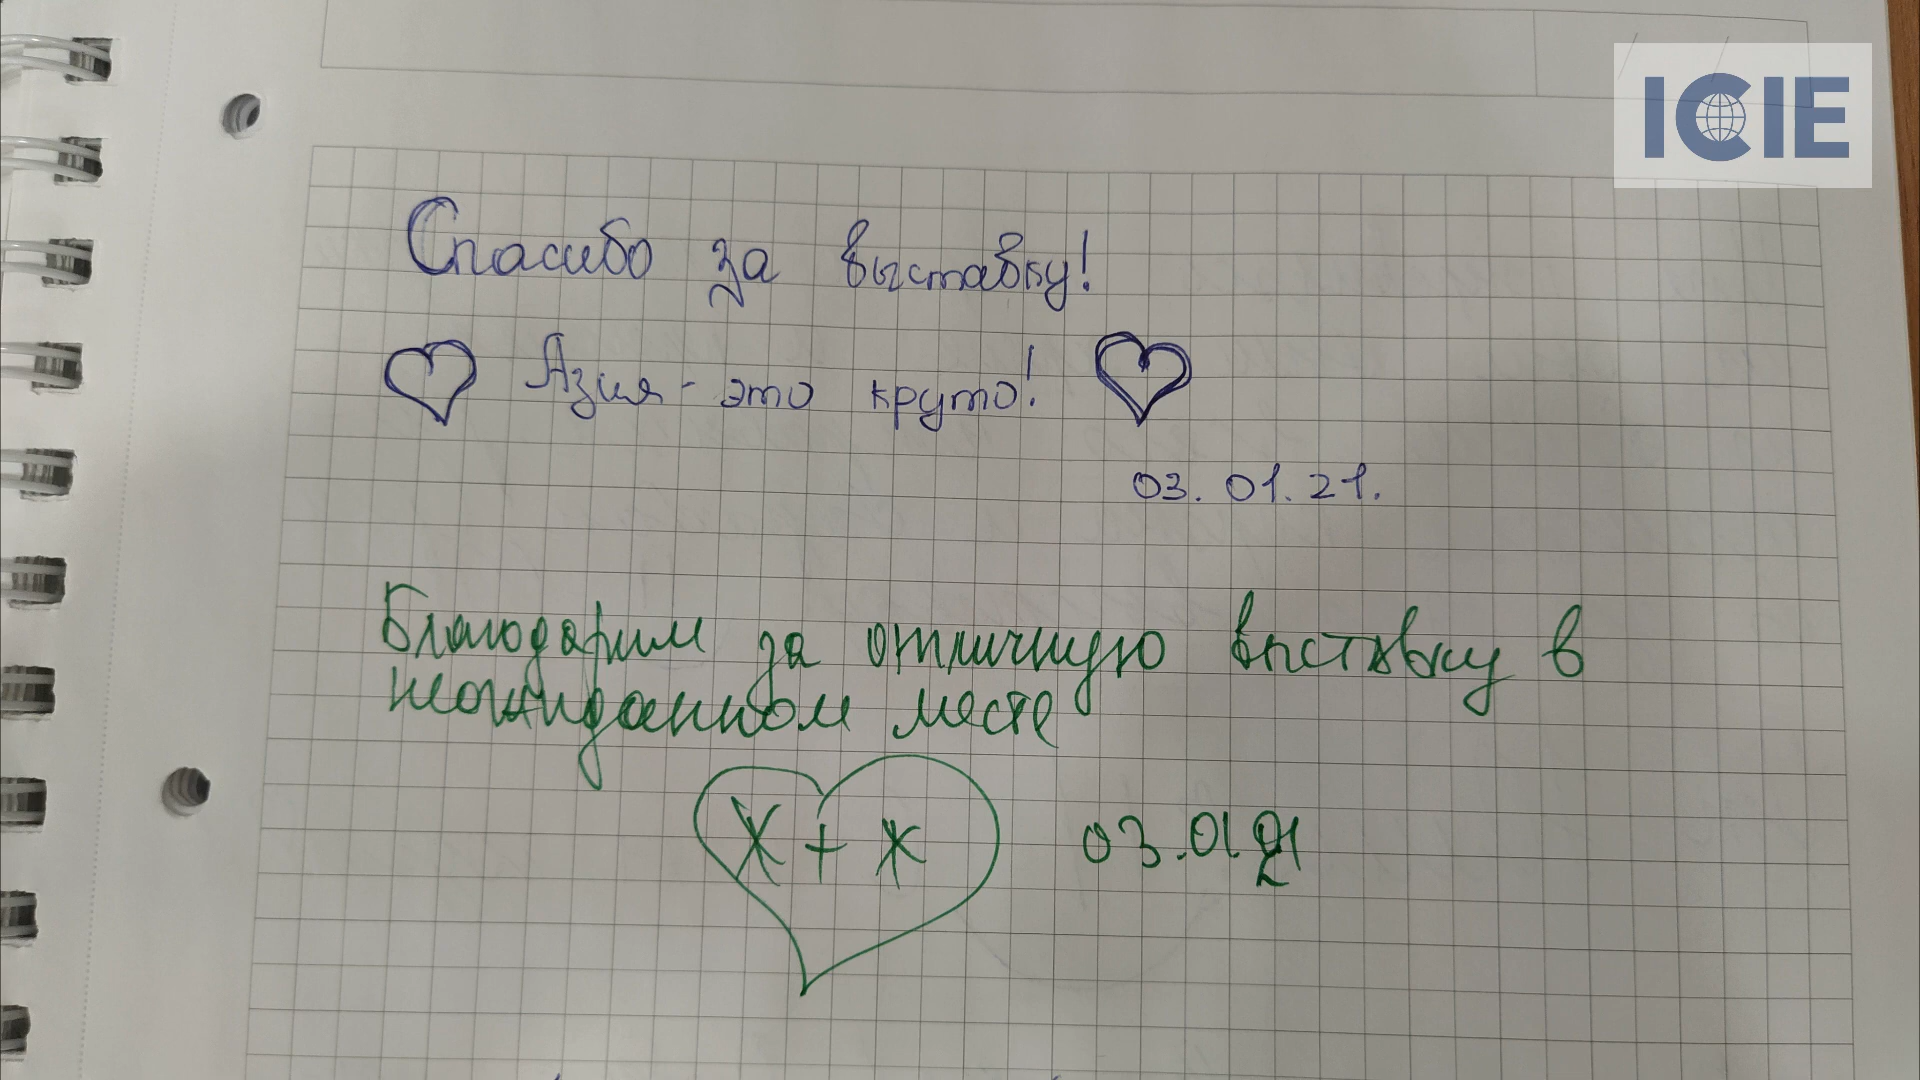 ICIE
Спасибо за выставку!
Азия - это круто!
03.01.21.
Благодарим за отличную выставку в
неожиданном месте
Ж + Ж
03.01.21